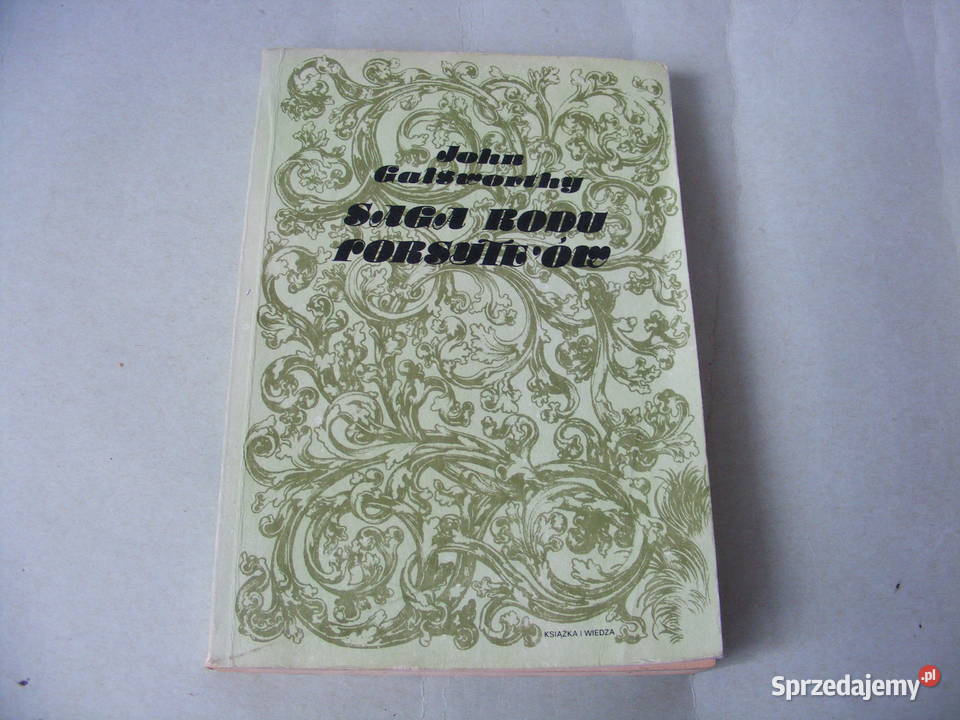 John
Galsworthy
SAGA RODU
FORSYTE'ÓW
KSIĄŻKA I WIEDZA
Sprzedajemy.pl